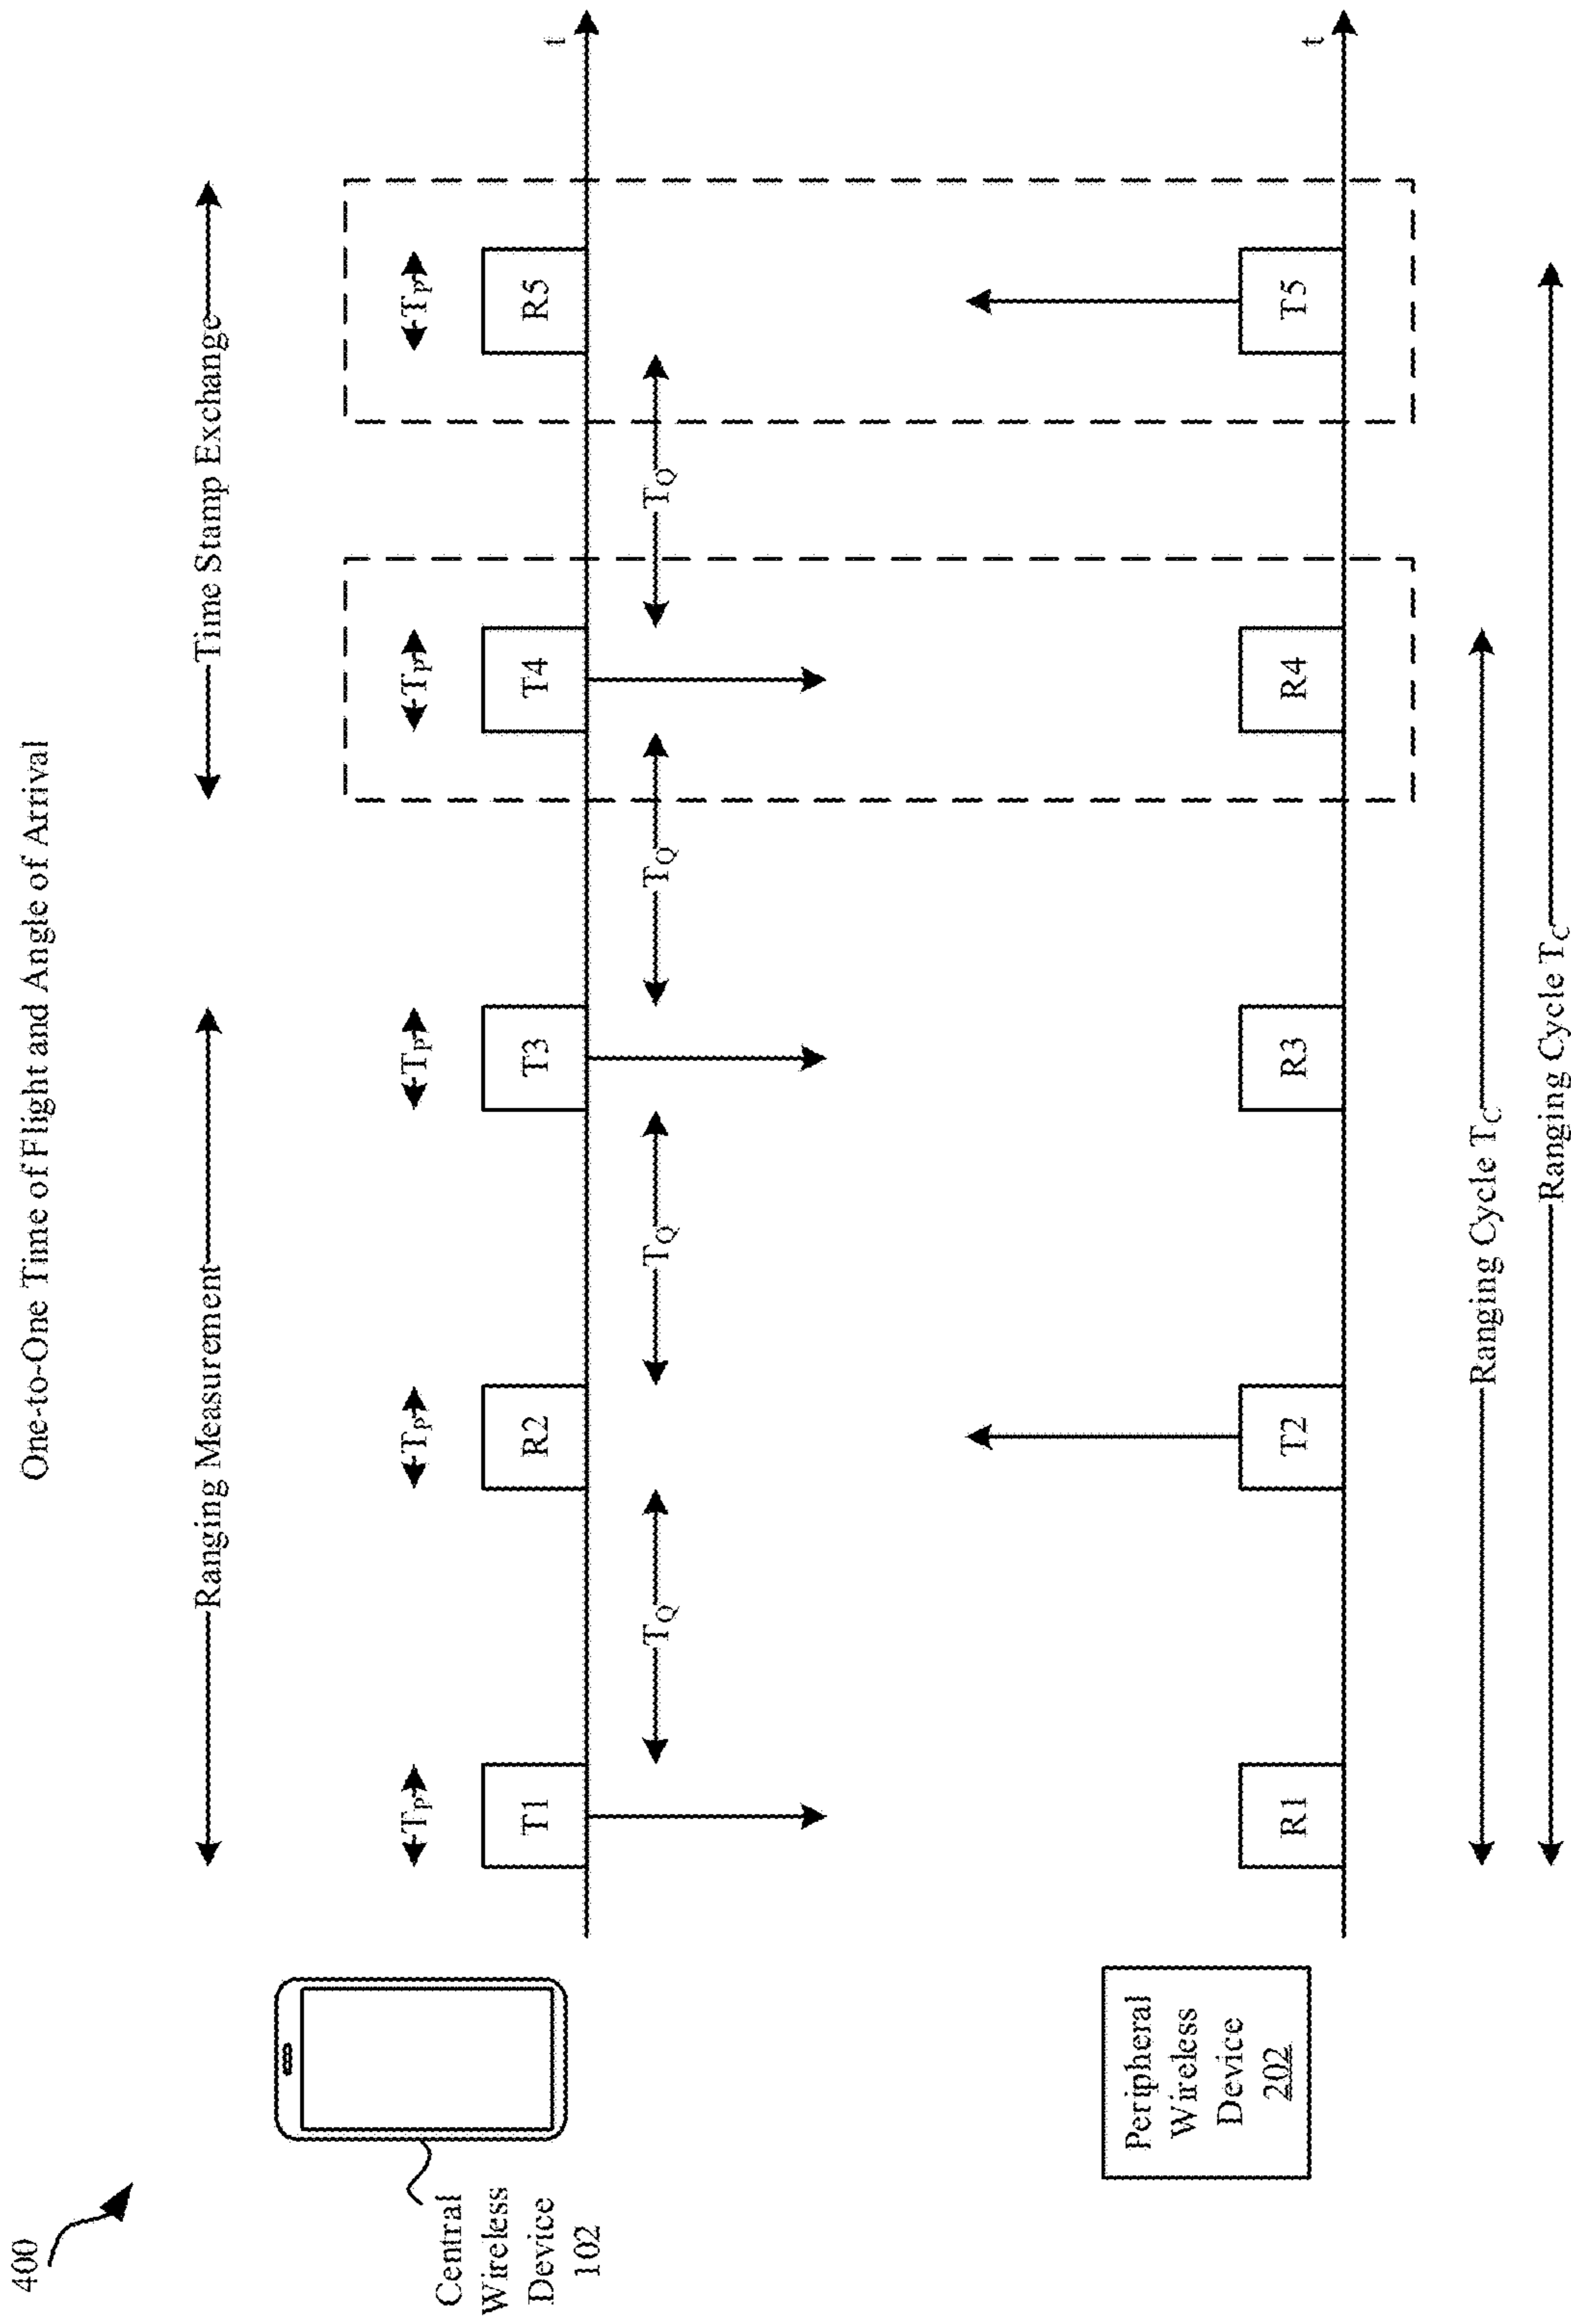 400
One-to-One Time of Flight and Angle of Arrival
Ranging Measurement
Time Stamp Exchange
TP
TP
TP
TP
TP
T1
R2
T3
T4
R5
t
TQ
TQ
TQ
TQ
Central
Wireless
Device
102
Peripheral
Wireless
Device
202
R1
T2
R3
R4
T5
t
Ranging Cycle TC
Ranging Cycle TC